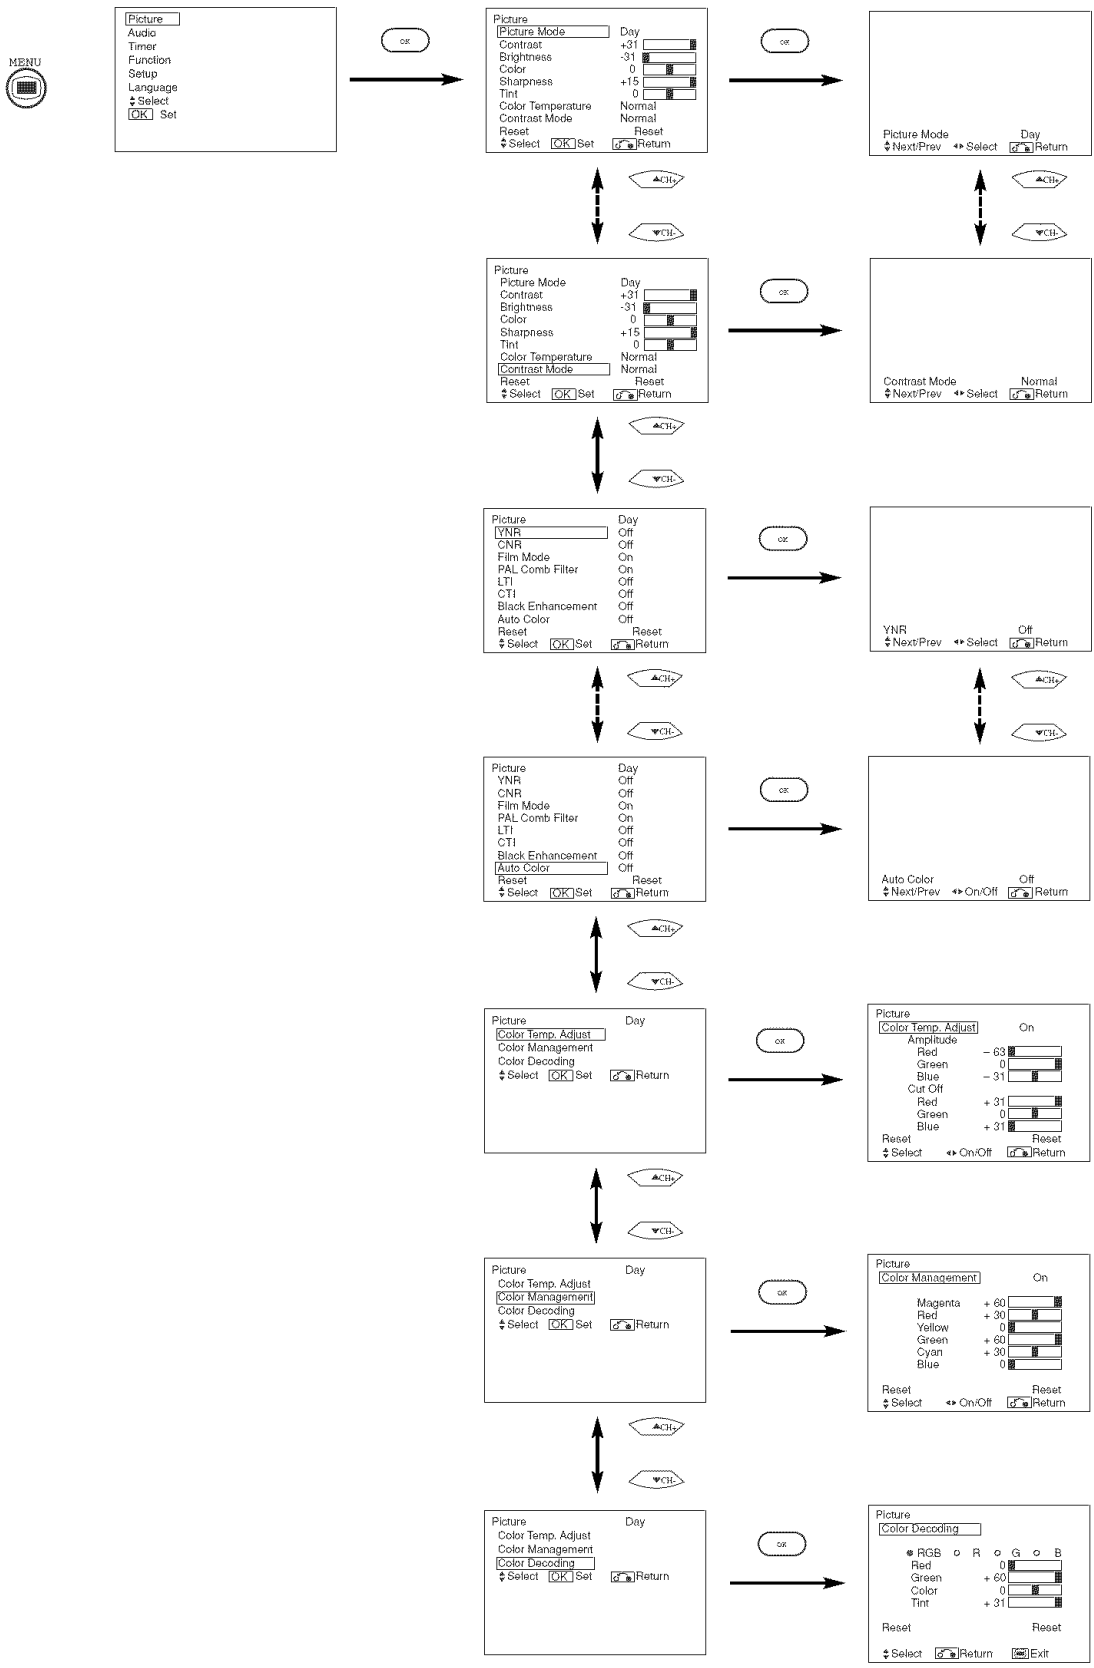 MENU
Picture
Audio
Timer
Function
Setup
Language
Select
OK Set
OK
Picture
Picture Mode Day
Contrast +31
Brightness -31
Color 0
Sharpness +15
Tint 0
Color Temperature Normal
Contrast Mode Normal
Reset Reset
Select OK Set Return
OK
Picture Mode Day
Next/Prev Select Return
CH+
CH-
CH+
CH-
Picture
Picture Mode Day
Contrast +31
Brightness -31
Color 0
Sharpness +15
Tint 0
Color Temperature Normal
Contrast Mode Normal
Reset Reset
Select OK Set Return
OK
Contrast Mode Normal
Next/Prev Select Return
CH+
CH-
Picture Day
YNR Off
CNR Off
Film Mode On
PAL Comb Filter On
LTI Off
CTI Off
Black Enhancement Off
Auto Color Off
Reset Reset
Select OK Set Return
OK
YNR Off
Next/Prev Select Return
CH+
CH-
CH+
CH-
Picture Day
YNR Off
CNR Off
Film Mode On
PAL Comb Filter On
LTI Off
CTI Off
Black Enhancement Off
Auto Color Off
Reset Reset
Select OK Set Return
OK
Auto Color Off
Next/Prev On/Off Return
CH+
CH-
Picture Day
Color Temp. Adjust
Color Management
Color Decoding
Select OK Set Return
OK
Picture
Color Temp. Adjust On
Amplitude
Red – 63
Green 0
Blue – 31
Cut Off
Red + 31
Green 0
Blue + 31
Reset Reset
Select On/Off Return
CH+
CH-
Picture Day
Color Temp. Adjust
Color Management
Color Decoding
Select OK Set Return
OK
Picture
Color Management On
Magenta + 60
Red + 30
Yellow 0
Green + 60
Cyan + 30
Blue 0
Reset Reset
Select On/Off Return
CH+
CH-
Picture Day
Color Temp. Adjust
Color Management
Color Decoding
Select OK Set Return
OK
Picture
Color Decoding
RGB R G B
Red 0
Green + 60
Color 0
Tint + 31
Reset Reset
Select Return Exit